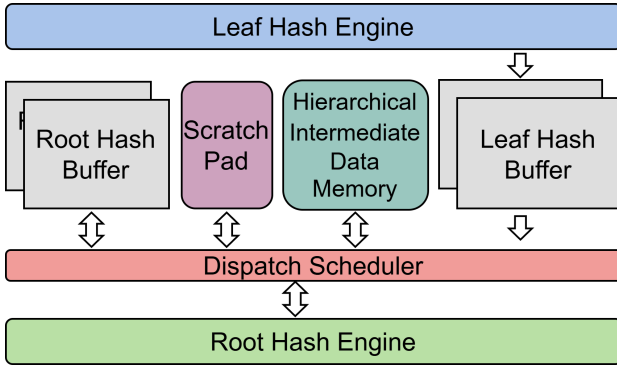 Leaf Hash Engine
Root Hash
Buffer
Scratch
Pad
Hierarchical
Intermediate
Data
Memory
Leaf Hash
Buffer
Dispatch Scheduler
Root Hash Engine